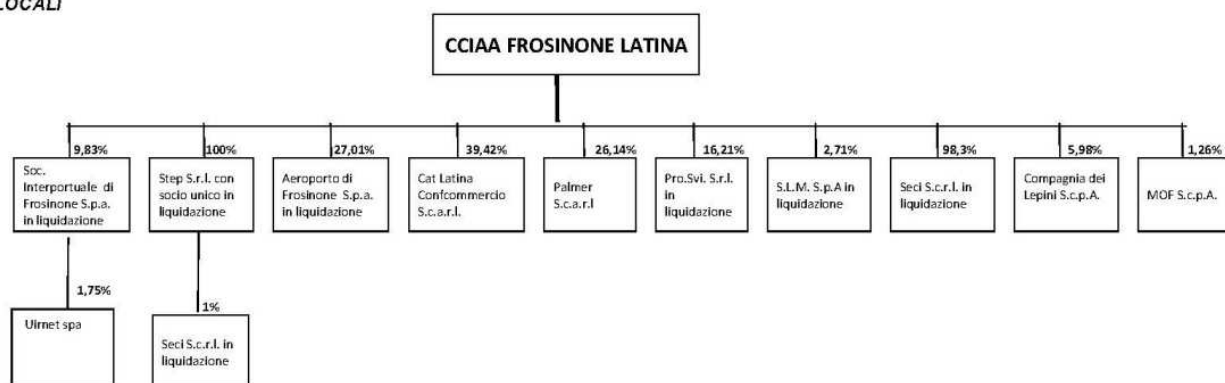 LOCALI
CCIAA FROSINONE LATINA
9,83%
Soc.
Interportuale di
Frosinone S.p.a.
in liquidazione
100%
Step S.r.l. con
socio unico in
liquidazione
27,01%
Aeroporto di
Frosinone S.p.a.
in liquidazione
39,42%
Cat Latina
Confcommercio
S.c.a.r.l.
26,14%
Palmer
S.c.a.r.l
16,21%
Pro.Svi. S.r.l.
in
liquidazione
2,71%
S.L.M. S.p.A in
liquidazione
98,3%
Seci S.c.r.l. in
liquidazione
5,98%
Compagnia dei
Lepini S.c.p.A.
1,26%
MOF S.c.p.A.
1,75%
Uirnet spa
1%
Seci S.c.r.l. in
liquidazione